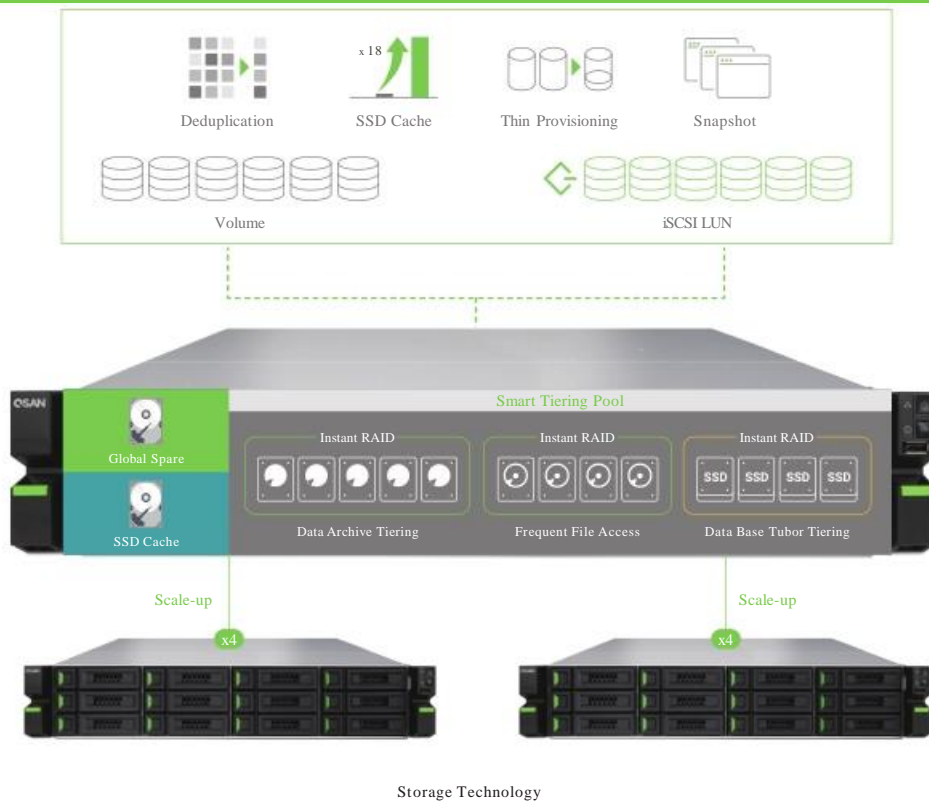 x 18
Deduplication
SSD Cache
Thin Provisioning
Snapshot
Volume
iSCSI LUN
QSAN
Smart Tiering Pool
Global Spare
SSD Cache
Instant RAID
Instant RAID
Instant RAID
SSD SSD SSD SSD
Data Archive Tiering
Frequent File Access
Data Base Tubor Tiering
Scale-up
Scale-up
x4
x4
Storage Technology